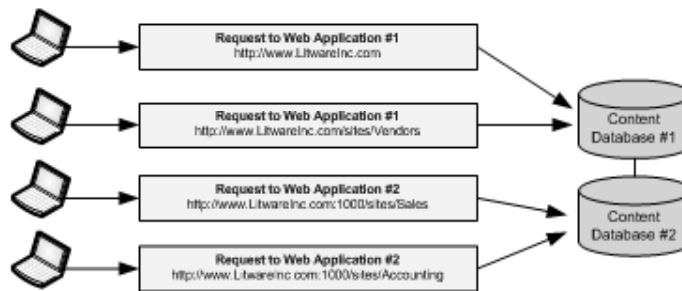 Request to Web Application #1
http://www.LitwareInc.com
Request to Web Application #1
http://www.LitwareInc.com/sites/Vendors
Content
Database #1
Request to Web Application #2
http://www.LitwareInc.com:1000/sites/Sales
Content
Database #2
Request to Web Application #2
http://www.LitwareInc.com:1000/sites/Accounting